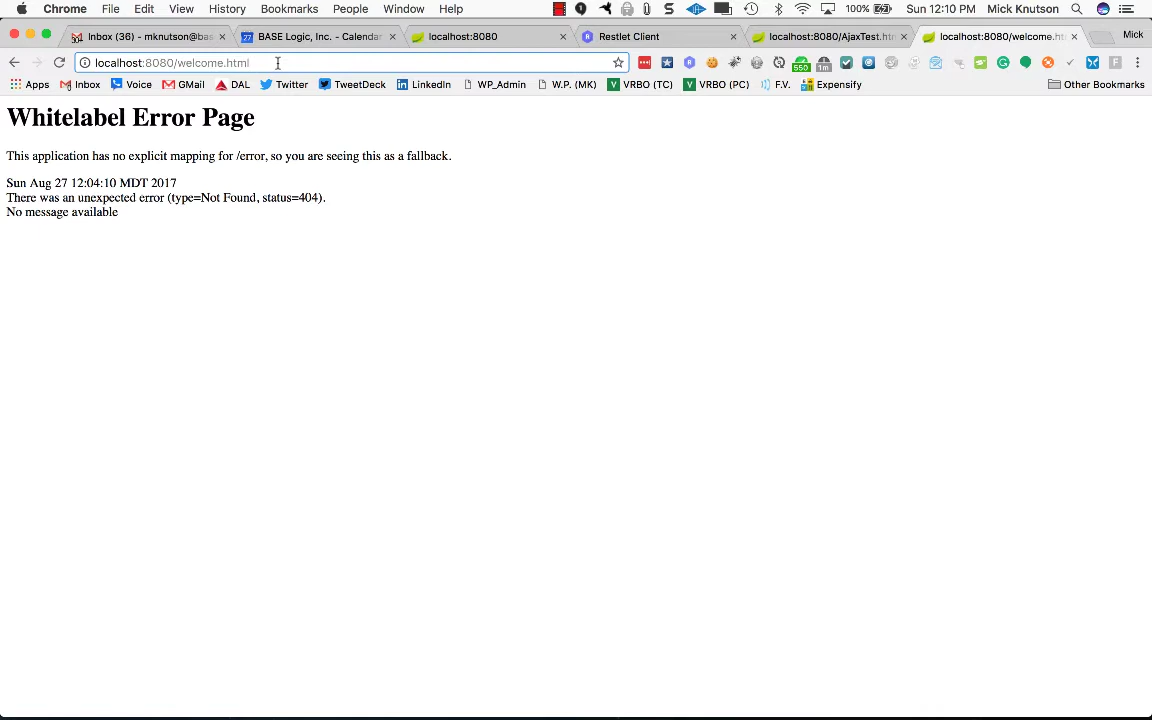 Chrome File Edit View History Bookmarks People Window Help 100% Sun 12:10 PM Mick Knutson
Inbox (36) - mknutson@bas BASE Logic, Inc. - Calendar localhost:8080 Restlet Client localhost:8080/AjaxTest.htm localhost:8080/welcome.htm Mick
localhost:8080/welcome.html 550 1m
Apps Inbox Voice GMail DAL Twitter TweetDeck LinkedIn WP_Admin W.P. (MK) VRBO (TC) VRBO (PC) F.V. Expensify Other Bookmarks
Whitelabel Error Page
This application has no explicit mapping for /error, so you are seeing this as a fallback.
Sun Aug 27 12:04:10 MDT 2017
There was an unexpected error (type=Not Found, status=404).
No message available